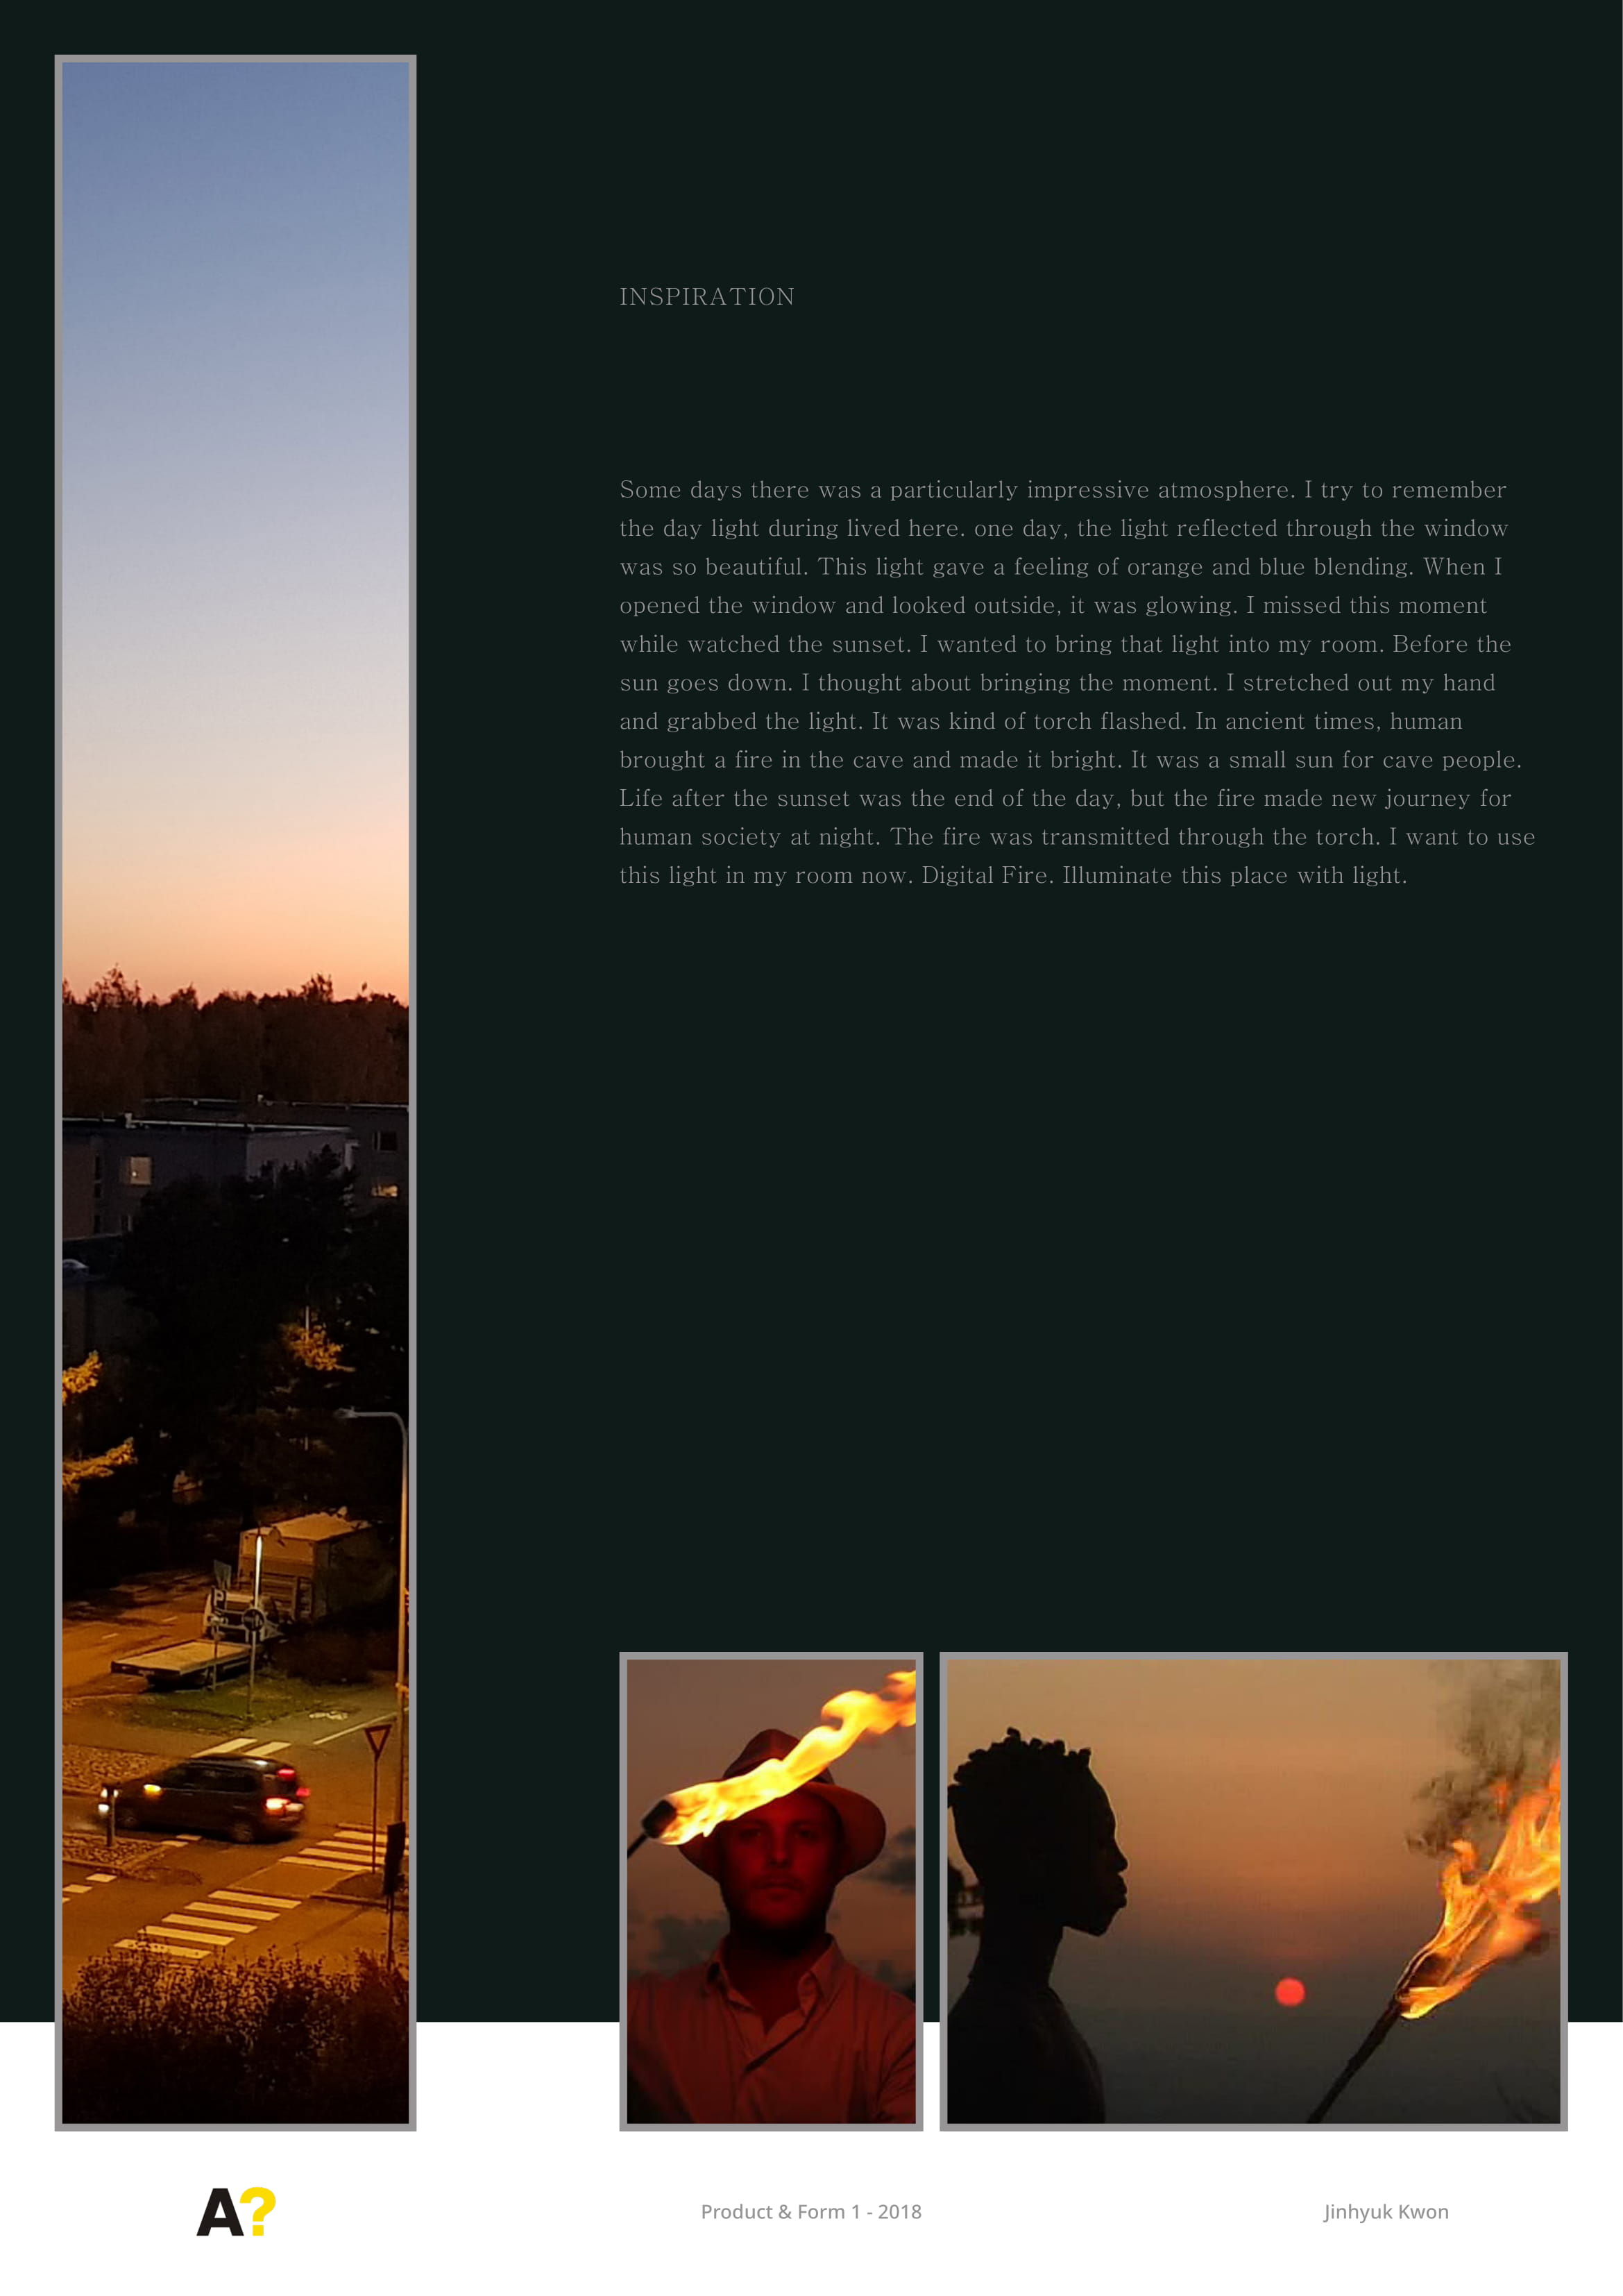 INSPIRATION
Some days there was a particularly impressive atmosphere. I try to remember
the day light during lived here. one day, the light reflected through the window
was so beautiful. This light gave a feeling of orange and blue blending. When I
opened the window and looked outside, it was glowing. I missed this moment
while watched the sunset. I wanted to bring that light into my room. Before the
sun goes down. I thought about bringing the moment. I stretched out my hand
and grabbed the light. It was kind of torch flashed. In ancient times, human
brought a fire in the cave and made it bright. It was a small sun for cave people.
Life after the sunset was the end of the day, but the fire made new journey for
human society at night. The fire was transmitted through the torch. I want to use
this light in my room now. Digital Fire. Illuminate this place with light.
A?
Product & Form 1 - 2018
Jinhyuk Kwon